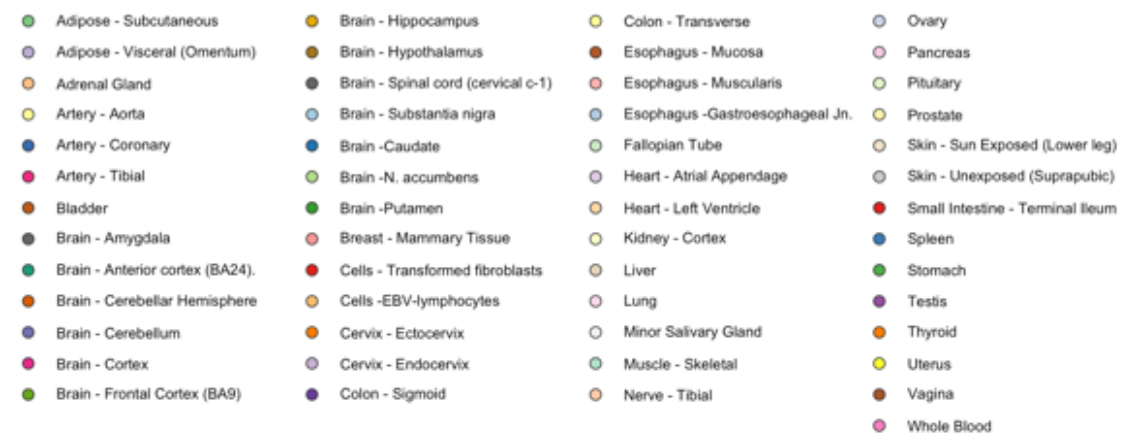 Adipose - Subcutaneous
Adipose - Visceral (Omentum)
Adrenal Gland
Artery - Aorta
Artery - Coronary
Artery - Tibial
Bladder
Brain - Amygdala
Brain - Anterior cortex (BA24).
Brain - Cerebellar Hemisphere
Brain - Cerebellum
Brain - Cortex
Brain - Frontal Cortex (BA9)
Brain - Hippocampus
Brain - Hypothalamus
Brain - Spinal cord (cervical c-1)
Brain - Substantia nigra
Brain -Caudate
Brain -N. accumbens
Brain -Putamen
Breast - Mammary Tissue
Cells - Transformed fibroblasts
Cells -EBV-lymphocytes
Cervix - Ectocervix
Cervix - Endocervix
Colon - Sigmoid
Colon - Transverse
Esophagus - Mucosa
Esophagus - Muscularis
Esophagus -Gastroesophageal Jn.
Fallopian Tube
Heart - Atrial Appendage
Heart - Left Ventricle
Kidney - Cortex
Liver
Lung
Minor Salivary Gland
Muscle - Skeletal
Nerve - Tibial
Ovary
Pancreas
Pituitary
Prostate
Skin - Sun Exposed (Lower leg)
Skin - Unexposed (Suprapubic)
Small Intestine - Terminal Ileum
Spleen
Stomach
Testis
Thyroid
Uterus
Vagina
Whole Blood